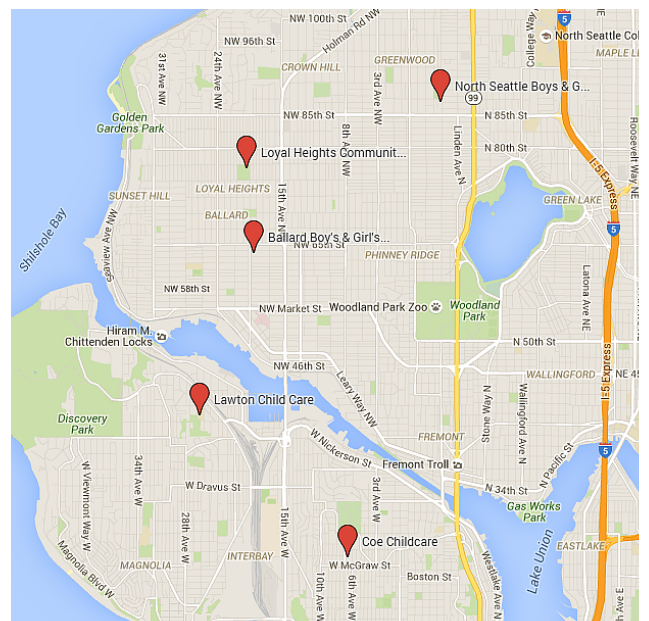 NW 100th St
5
Holman Rd NW
College Way N
North Seattle Col
NW 96th St
MAPLE L
31st Ave NW
24th Ave NW
CROWN HILL
GREENWOOD
3rd Ave NW
North Seattle Boys & G...
99
Golden
Gardens Park
NW 85th St
N 85th St
8th Ave NW
Linden Ave N
N 80th St
Roosevelt Way NE
Loyal Heights Communit...
I-5 Express
SUNSET HILL
LOYAL HEIGHTS
15th Ave NW
GREEN LAKE
BALLARD
Shilshole Bay
Seaview Ave NW
Ballard Boy's & Girl's...
NW 65th St
PHINNEY RIDGE
5
Latona Ave NE
NW 58th St
NW Market St
Woodland Park Zoo
Woodland
Park
Hiram M.
Chittenden Locks
N 50th St
NW 46th St
WALLINGFORD
NE 45
I-5 Express
Leary Way NW
Lawton Child Care
Stone Way N
Wallingford Ave N
Discovery
Park
W Nickerson St
FREMONT
N Pacific St
5
Fremont Troll
W Viewmont Way W
34th Ave W
W Dravus St
3rd Ave W
N 34th St
28th Ave W
15th Ave W
Gas Works
Park
Coe Childcare
EASTLAKE
Lake Union
MAGNOLIA
INTERBAY
W McGraw St
Magnolia Blvd W
10th Ave W
6th Ave W
Boston St
Westlake Ave N